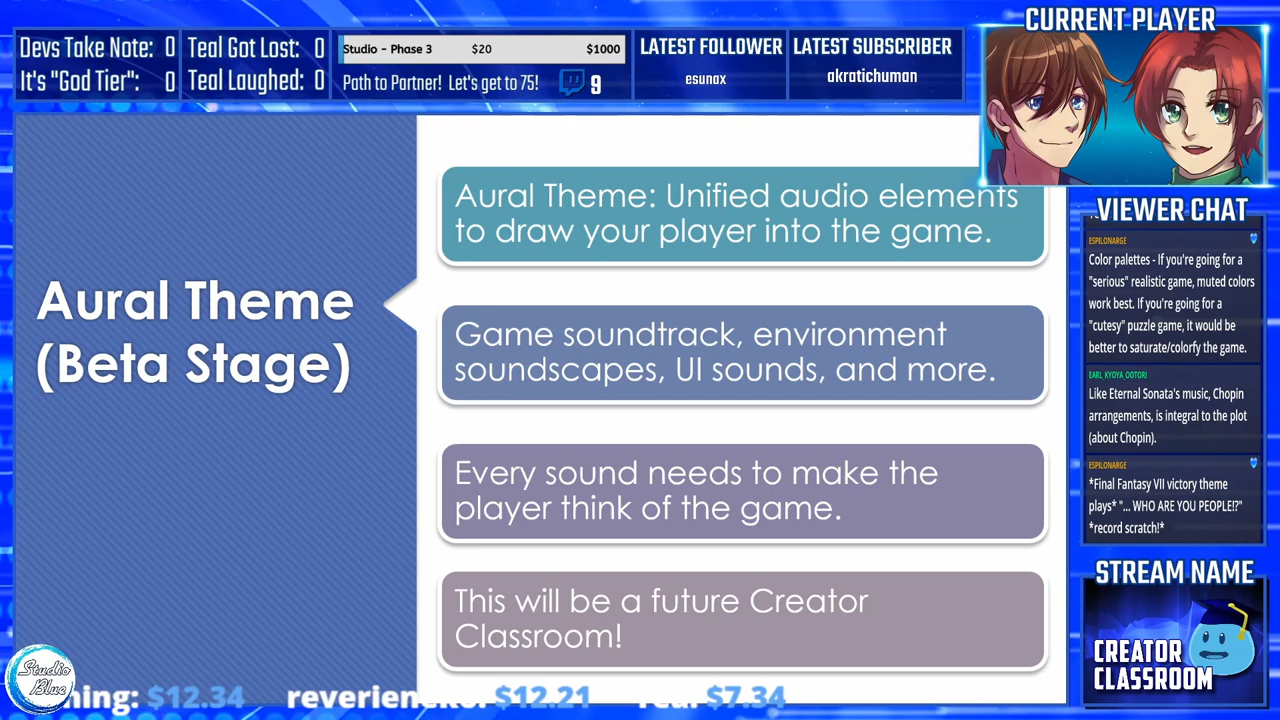 CURRENT PLAYER
Devs Take Note: 0
It's "God Tier": 0
Teal Got Lost: 0
Teal Laughed: 0
Studio - Phase 3 $20 $1000
Path to Partner! Let's get to 75! 9
LATEST FOLLOWER
esunax
LATEST SUBSCRIBER
akratichuman
Aural Theme
(Beta Stage)
Aural Theme: Unified audio elements
to draw your player into the game.
Game soundtrack, environment
soundscapes, UI sounds, and more.
Every sound needs to make the
player think of the game.
This will be a future Creator
Classroom!
VIEWER CHAT
ESPILONARGE
Color palettes - If you're going for a
"serious" realistic game, muted colors
work best. If you're going for a
"cutesy" puzzle game, it would be
better to saturate/colorfy the game.
EARL_KYOYA_OOTORI
Like Eternal Sonata's music, Chopin
arrangements, is integral to the plot
(about Chopin).
ESPILONARGE
*Final Fantasy VII victory theme
plays* "... WHO ARE YOU PEOPLE!?"
*record scratch!*
STREAM NAME
CREATOR
CLASSROOM
Studio
Blue
$12.34 $12.21 $7.34